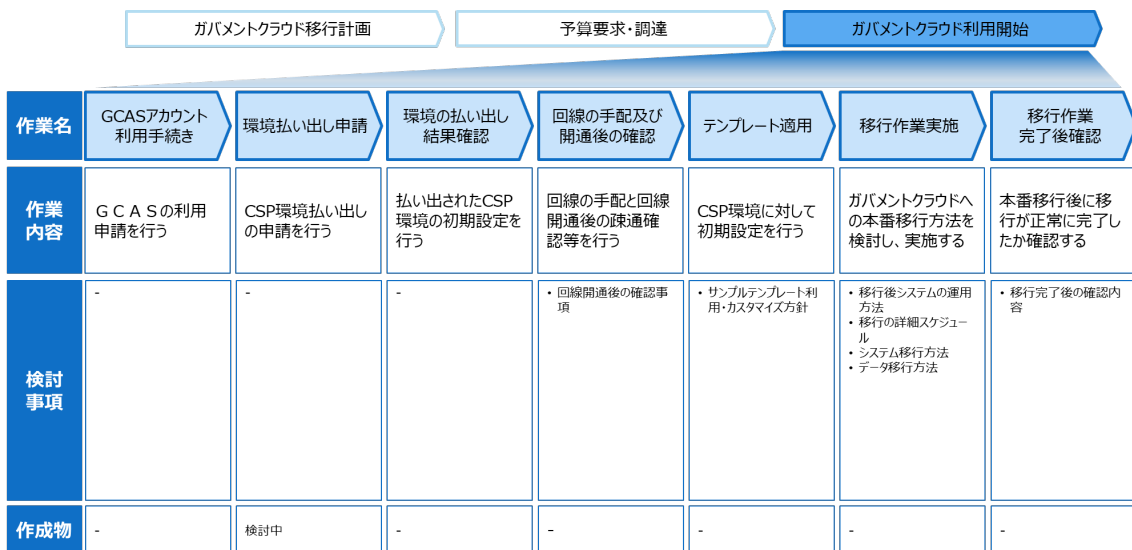 ガバメントクラウド移行計画
予算要求・調達
ガバメントクラウド利用開始
作業名
GCASアカウント
利用手続き
環境払い出し申請
環境の払い出し
結果確認
回線の手配及び
開通後の確認
テンプレート適用
移行作業実施
移行作業
完了後確認
作業
内容
ＧＣＡＳの利用
申請を行う
CSP環境払い出し
の申請を行う
払い出されたCSP
環境の初期設定を
行う
回線の手配と回線
開通後の疎通確
認等を行う
CSP環境に対して
初期設定を行う
ガバメントクラウドへ
の本番移行方法を
検討し、実施する
本番移行後に移
行が正常に完了し
たか確認する
検討
事項
-
-
-
• 回線開通後の確認事
項
• サンプルテンプレート利
用・カスタマイズ方針
• 移行後システムの運用
方法
• 移行の詳細スケジュー
ル
• システム移行方法
• データ移行方法
• 移行完了後の確認内
容
作成物
-
検討中
-
-
-
-
-